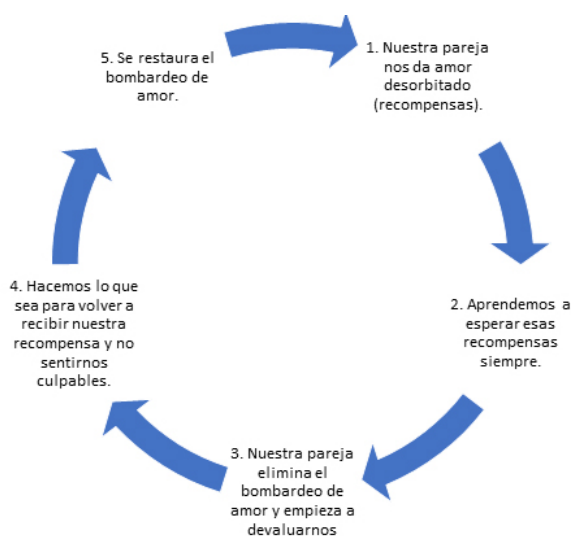 1. Nuestra pareja
nos da amor
desorbitado
(recompensas).
2. Aprendemos a
esperar esas
recompensas
siempre.
3. Nuestra pareja
elimina el
bombardeo de
amor y empieza a
devaluarnos
4. Hacemos lo que
sea para volver a
recibir nuestra
recompensa y no
sentirnos
culpables.
5. Se restaura el
bombardeo de
amor.